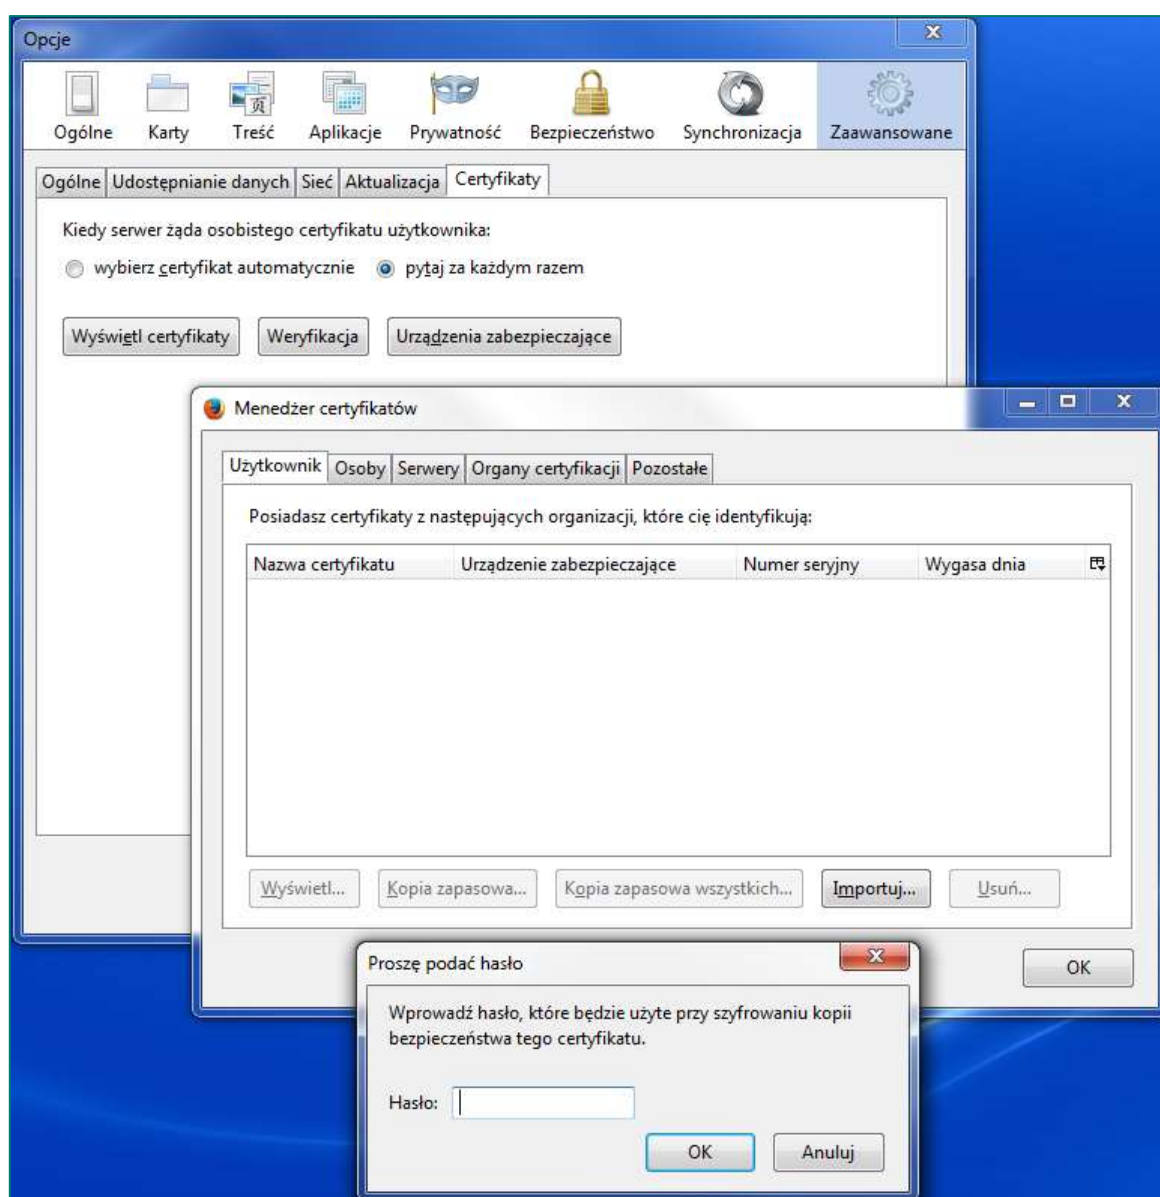 Opcje
Ogólne Karty Treść Aplikacje Prywatność Bezpieczeństwo Synchronizacja Zaawansowane
Ogólne Udostępnianie danych Sieć Aktualizacja Certyfikaty
Kiedy serwer żąda osobistego certyfikatu użytkownika:
wybierz certyfikat automatycznie pytaj za każdym razem
Wyświetl certyfikaty Weryfikacja Urządzenia zabezpieczające
Menedżer certyfikatów
Użytkownik Osoby Serwery Organy certyfikacji Pozostałe
Posiadasz certyfikaty z następujących organizacji, które cię identyfikują:
Nazwa certyfikatu Urządzenie zabezpieczające Numer seryjny Wygasa dnia
Wyświetl... Kopia zapasowa... Kopia zapasowa wszystkich... Importuj... Usuń...
OK
Proszę podać hasło
Wprowadź hasło, które będzie użyte przy szyfrowaniu kopii
bezpieczeństwa tego certyfikatu.
Hasło:
OK Anuluj